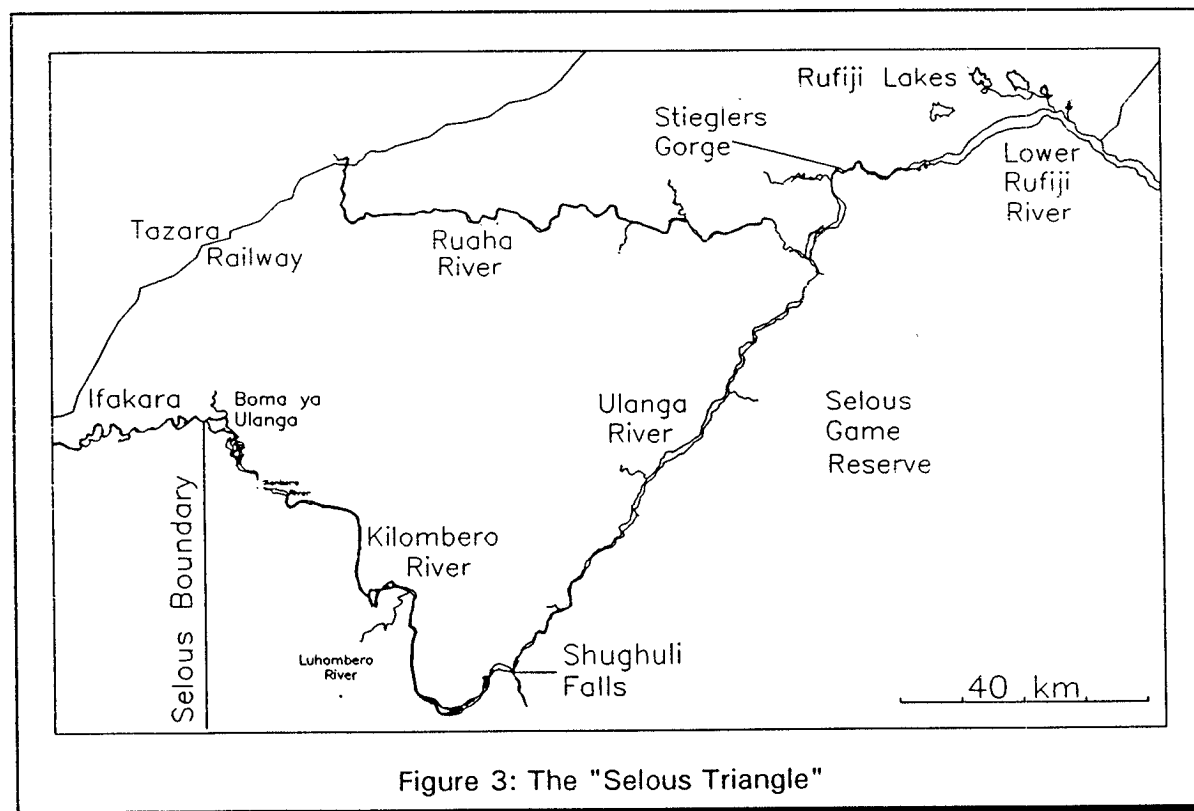 Rufiji Lakes
Stieglers
Gorge
Lower
Rufiji
River
Tazara
Railway
Ruaha
River
Ifakara
Boma ya
Ulanga
Ulanga
River
Selous
Game
Reserve
River
Selous Boundary
Kilombero
River
Luhombero
River
Shughuli
Falls
40 km
Figure 3: The "Selous Triangle"